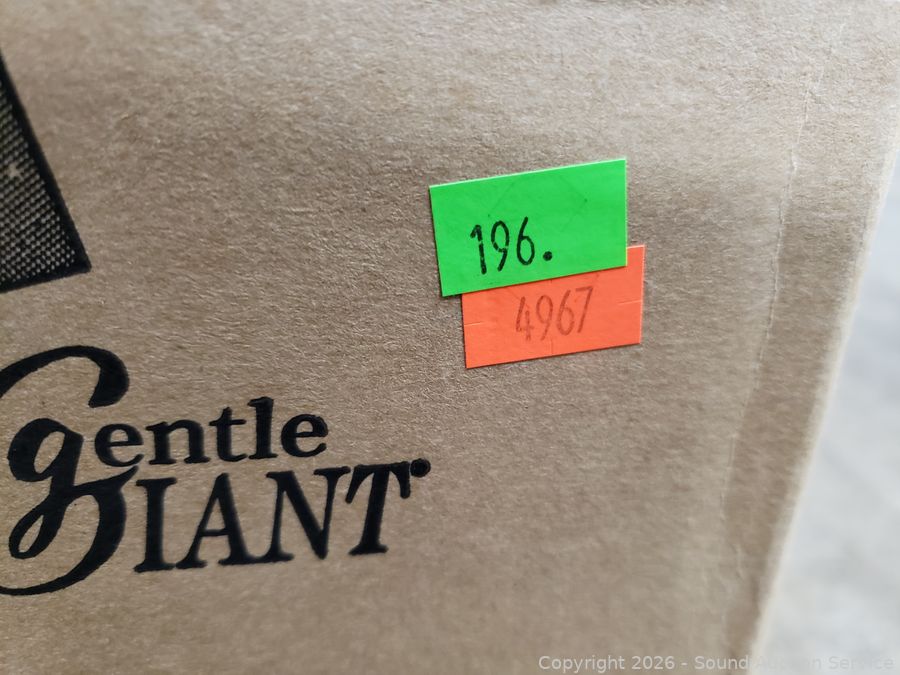 196.
4967
gentle
GIANT
Copyright 2026 - Sound Auction Service